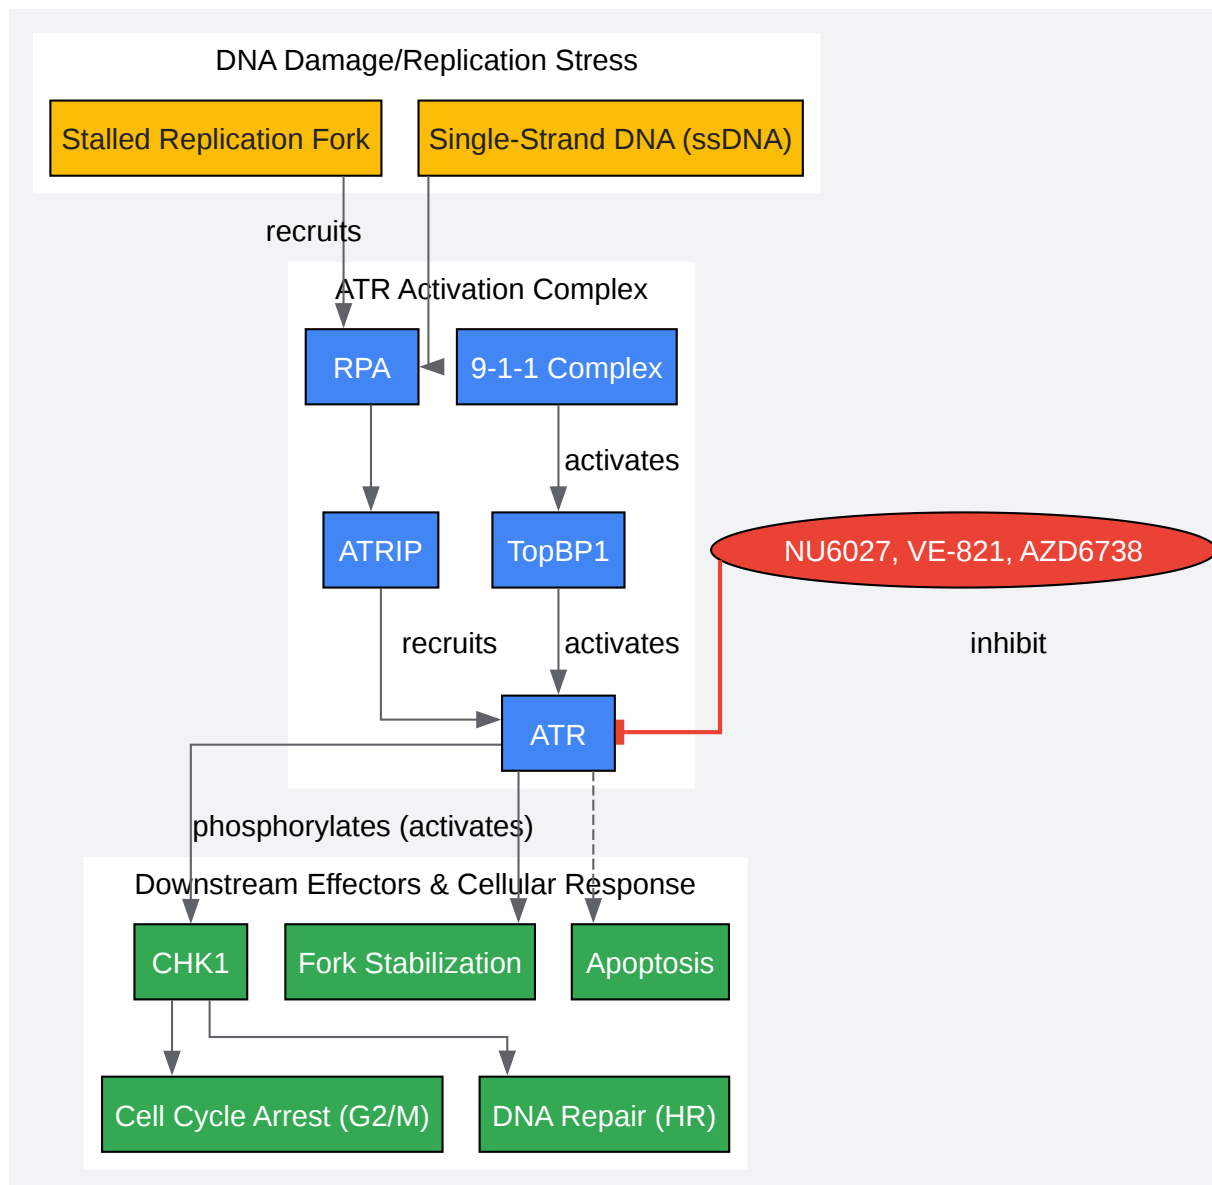 DNA Damage/Replication Stress
Stalled Replication Fork
Single-Strand DNA (ssDNA)
recruits
ATR Activation Complex
RPA
9-1-1 Complex
activates
ATRIP
TopBP1
NU6027, VE-821, AZD6738
recruits
activates
inhibit
ATR
phosphorylates (activates)
Downstream Effectors & Cellular Response
CHK1
Fork Stabilization
Apoptosis
Cell Cycle Arrest (G2/M)
DNA Repair (HR)